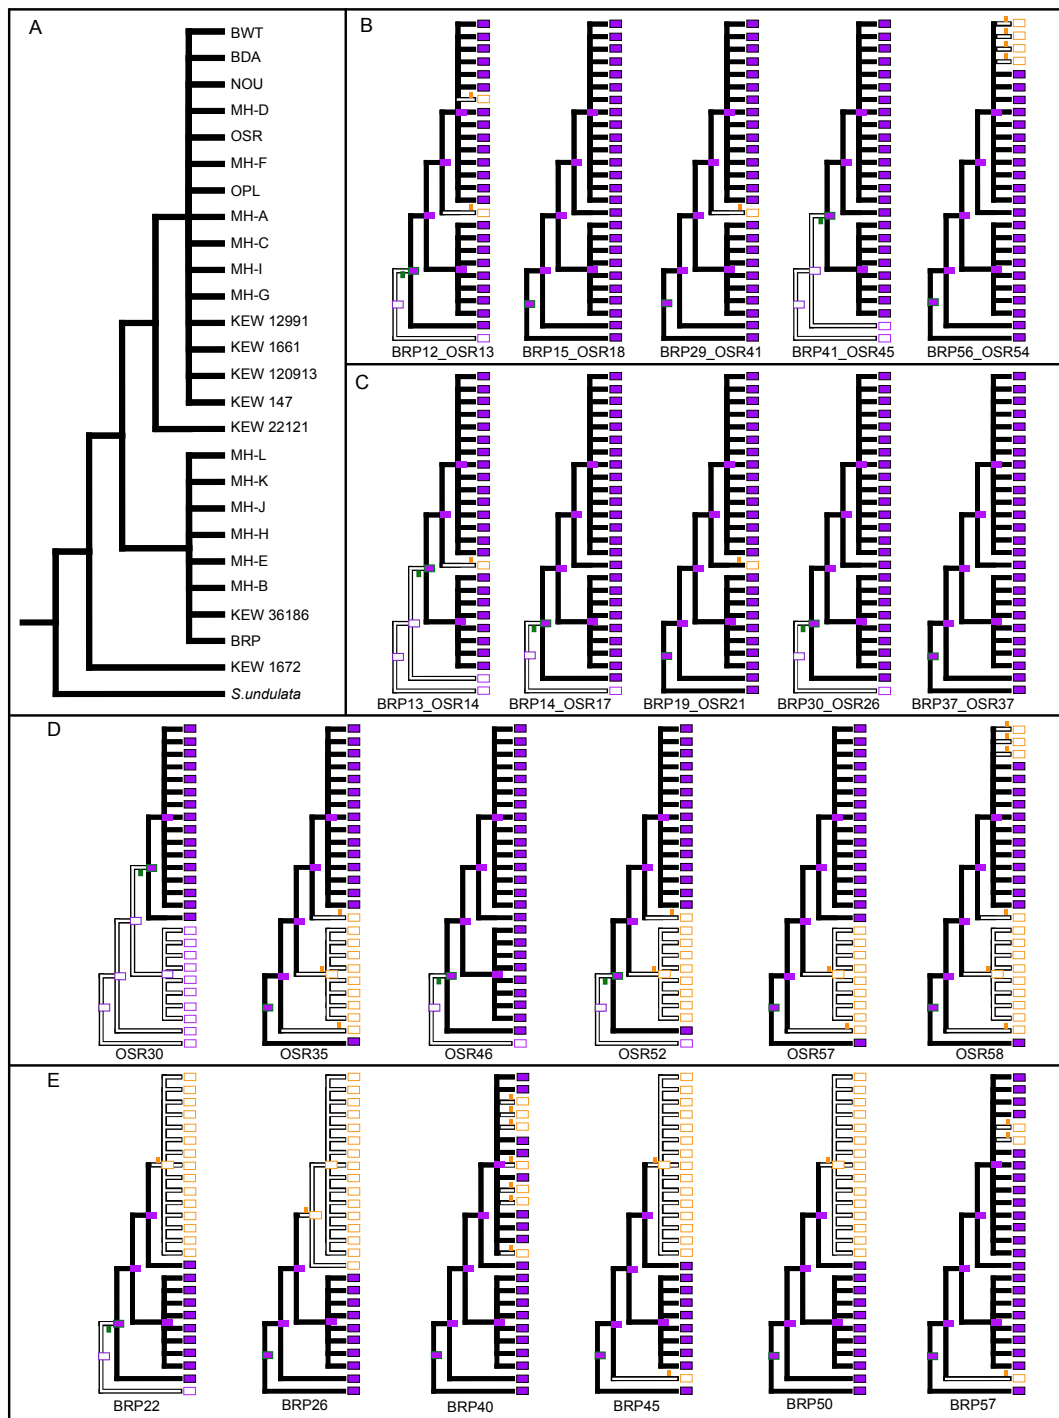 A
BWT
BDA
NOU
MH-D
OSR
MH-F
OPL
MH-A
MH-C
MH-I
MH-G
KEW 12991
KEW 1661
KEW 120913
KEW 147
KEW 22121
MH-L
MH-K
MH-J
MH-H
MH-E
MH-B
KEW 36186
BRP
KEW 1672
S.undulata
B
BRP12_OSR13 BRP15_OSR18 BRP29_OSR41 BRP41_OSR45 BRP56_OSR54
C
BRP13_OSR14 BRP14_OSR17 BRP19_OSR21 BRP30_OSR26 BRP37_OSR37
D
OSR30 OSR35 OSR46 OSR52 OSR57 OSR58
E
BRP22 BRP26 BRP40 BRP45 BRP50 BRP57